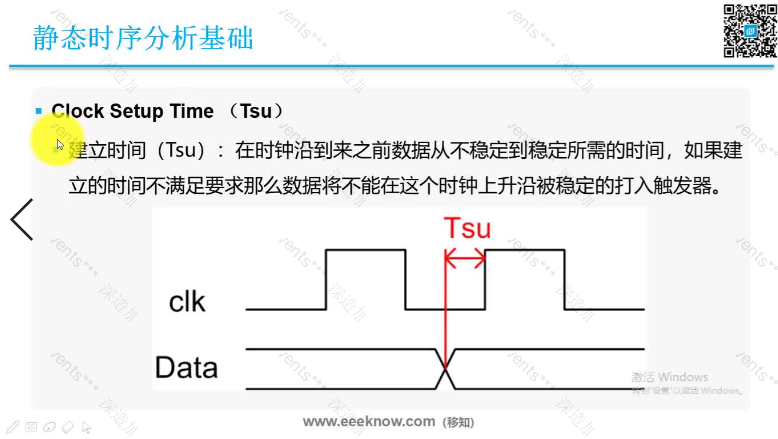 静态时序分析基础
Clock Setup Time （Tsu）
建立时间（Tsu）：在时钟沿到来之前数据从不稳定到稳定所需的时间，如果建
立的时间不满足要求那么数据将不能在这个时钟上升沿被稳定的打入触发器。
Tsu
clk
Data
激活 Windows
转到"设置"以激活 Windows。
www.eeeknow.com（移知）